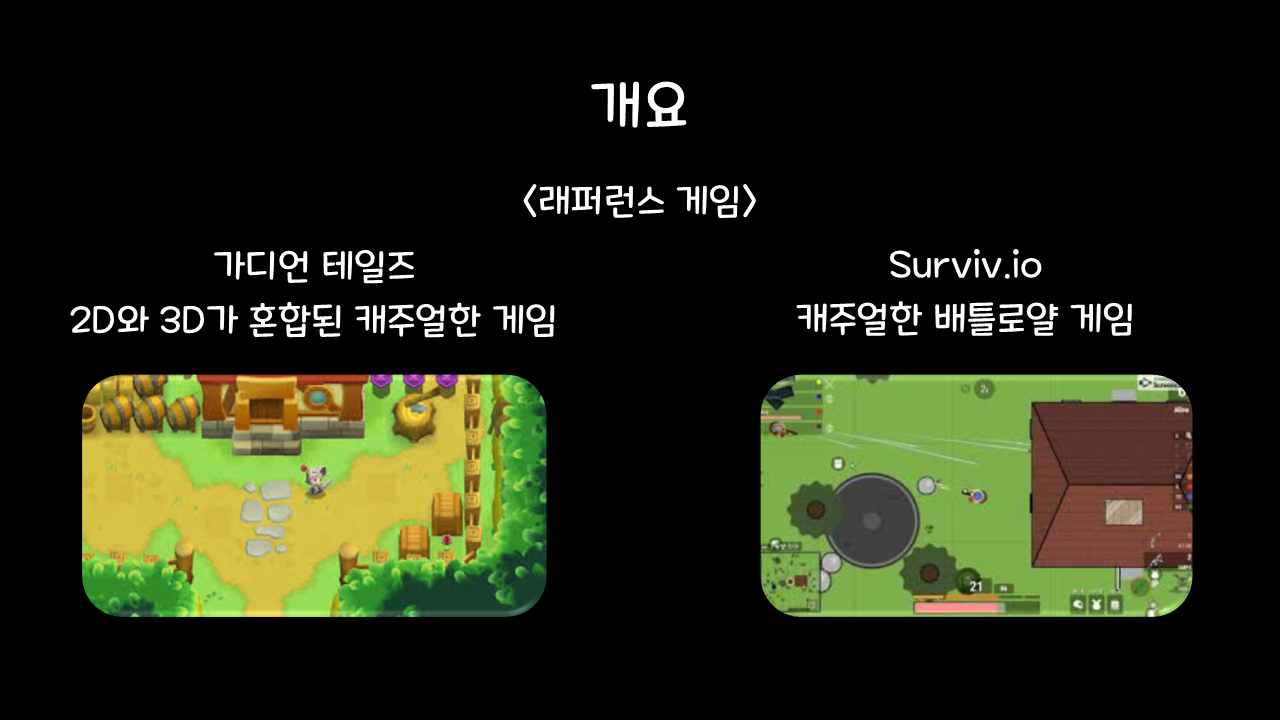 개요
<래퍼런스 게임>
가디언 테일즈
2D와 3D가 혼합된 캐주얼한 게임
Surviv.io
캐주얼한 배틀로얄 게임
21